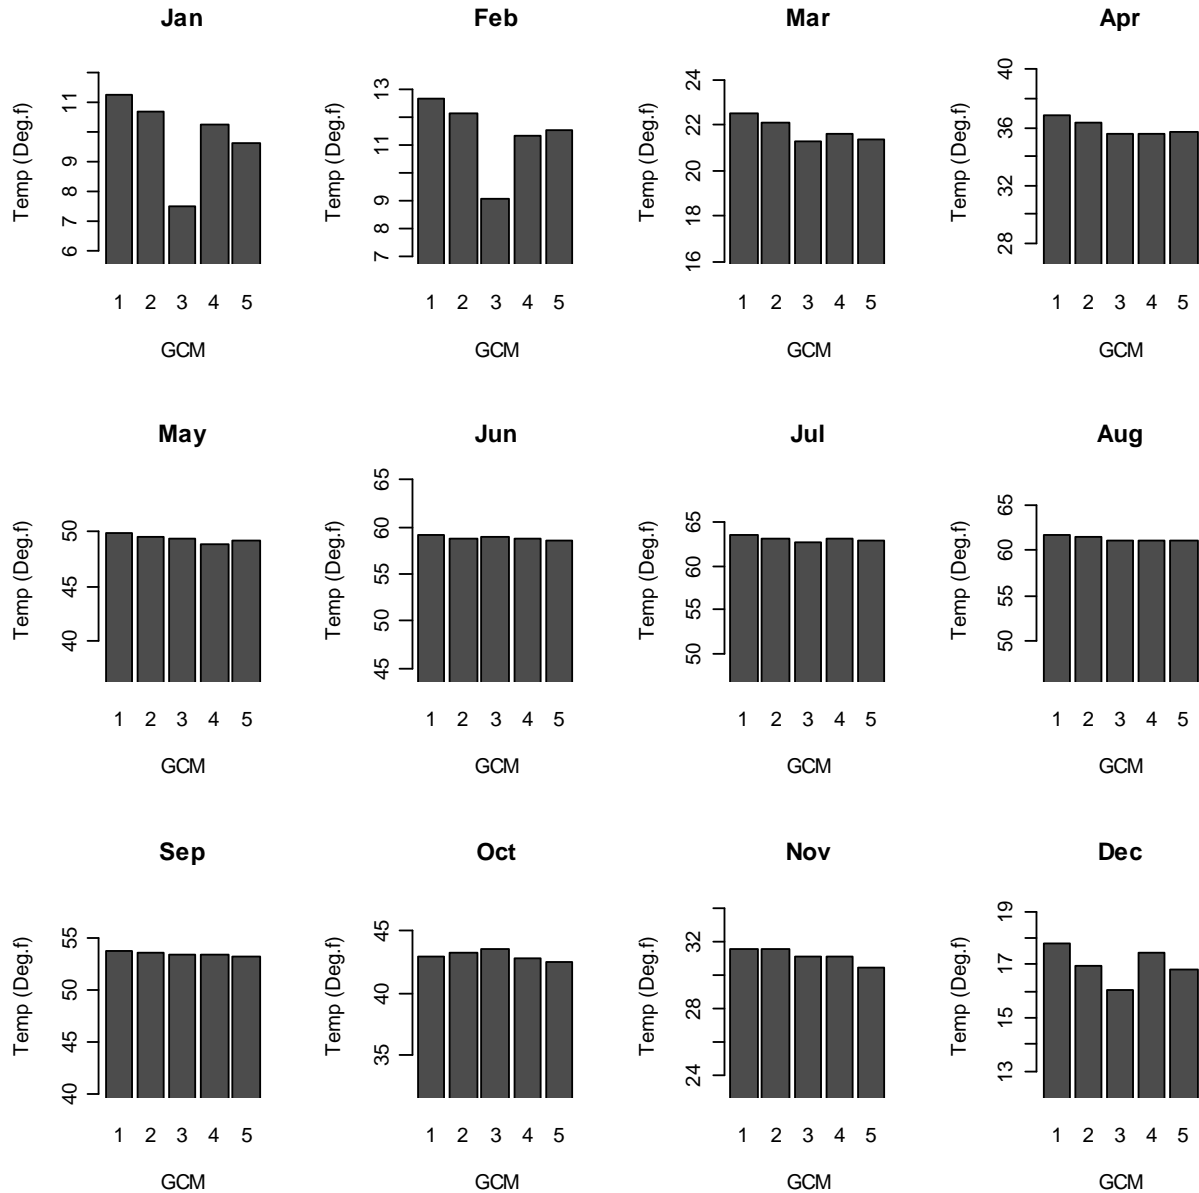 Jan
Temp (Deg.f)
11
9
8
7
6
1 2 3 4 5
GCM
Feb
Temp (Deg.f)
13
11
9
8
7
1 2 3 4 5
GCM
Mar
Temp (Deg.f)
24
22
20
18
16
1 2 3 4 5
GCM
Apr
Temp (Deg.f)
40
36
32
28
1 2 3 4 5
GCM
May
Temp (Deg.f)
50
45
40
1 2 3 4 5
GCM
Jun
Temp (Deg.f)
65
60
55
50
45
1 2 3 4 5
GCM
Jul
Temp (Deg.f)
65
60
55
50
1 2 3 4 5
GCM
Aug
Temp (Deg.f)
65
60
55
50
1 2 3 4 5
GCM
Sep
Temp (Deg.f)
55
50
45
40
1 2 3 4 5
GCM
Oct
Temp (Deg.f)
45
40
35
1 2 3 4 5
GCM
Nov
Temp (Deg.f)
32
28
24
1 2 3 4 5
GCM
Dec
Temp (Deg.f)
19
17
15
13
1 2 3 4 5
GCM